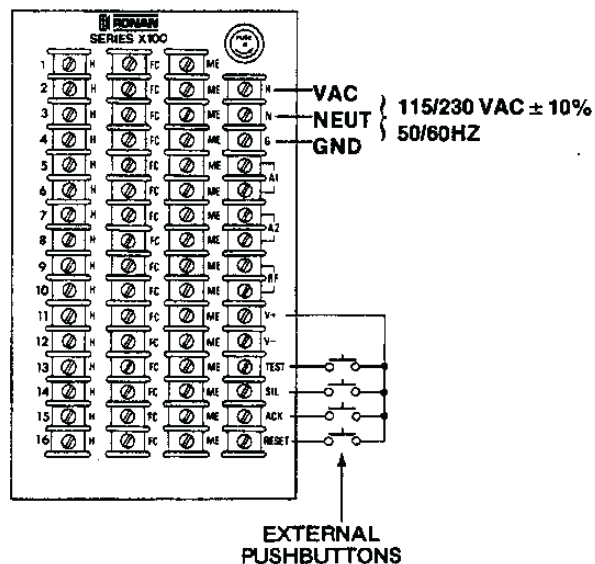 RONAN
SERIES X100
FUSE
1 H FC ME
2 H FC ME H VAC
3 H FC ME N NEUT 115/230 VAC ± 10%
4 H FC ME G GND 50/60HZ
5 H FC ME
A1
6 H FC ME
7 H FC ME
A2
8 H FC ME
9 H FC ME
RF
10 H FC ME
11 H FC ME V+
12 H FC ME V-
13 H FC ME TEST
14 H FC ME SIL
15 H FC ME ACK
16 H FC ME RESET
EXTERNAL
PUSHBUTTONS